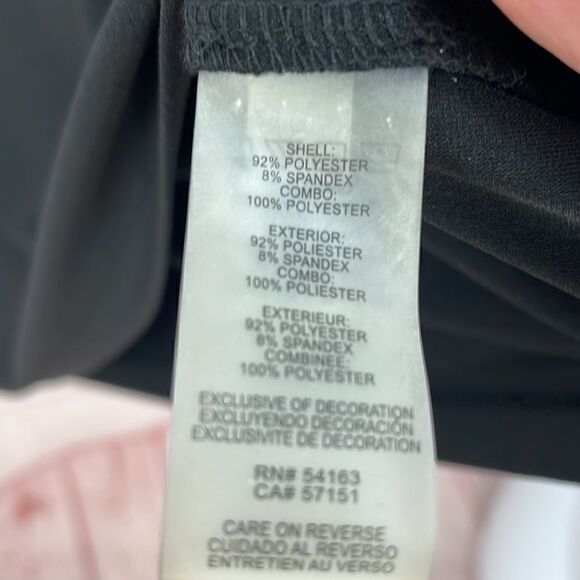 SHELL:
92% POLYESTER
8% SPANDEX
COMBO:
100% POLYESTER
EXTERIOR:
92% POLIESTER
8% SPANDEX
COMBO:
100% POLIESTER
EXTERIEUR:
92% POLYESTER
8% SPANDEX
COMBINEE:
100% POLYESTER
EXCLUSIVE OF DECORATION
EXCLUYENDO DECORACIÓN
EXCLUSIVITE DE DECORATION
RN# 54163
CA# 57151
CARE ON REVERSE
CUIDADO AL REVERSO
ENTRETIEN AU VERSO